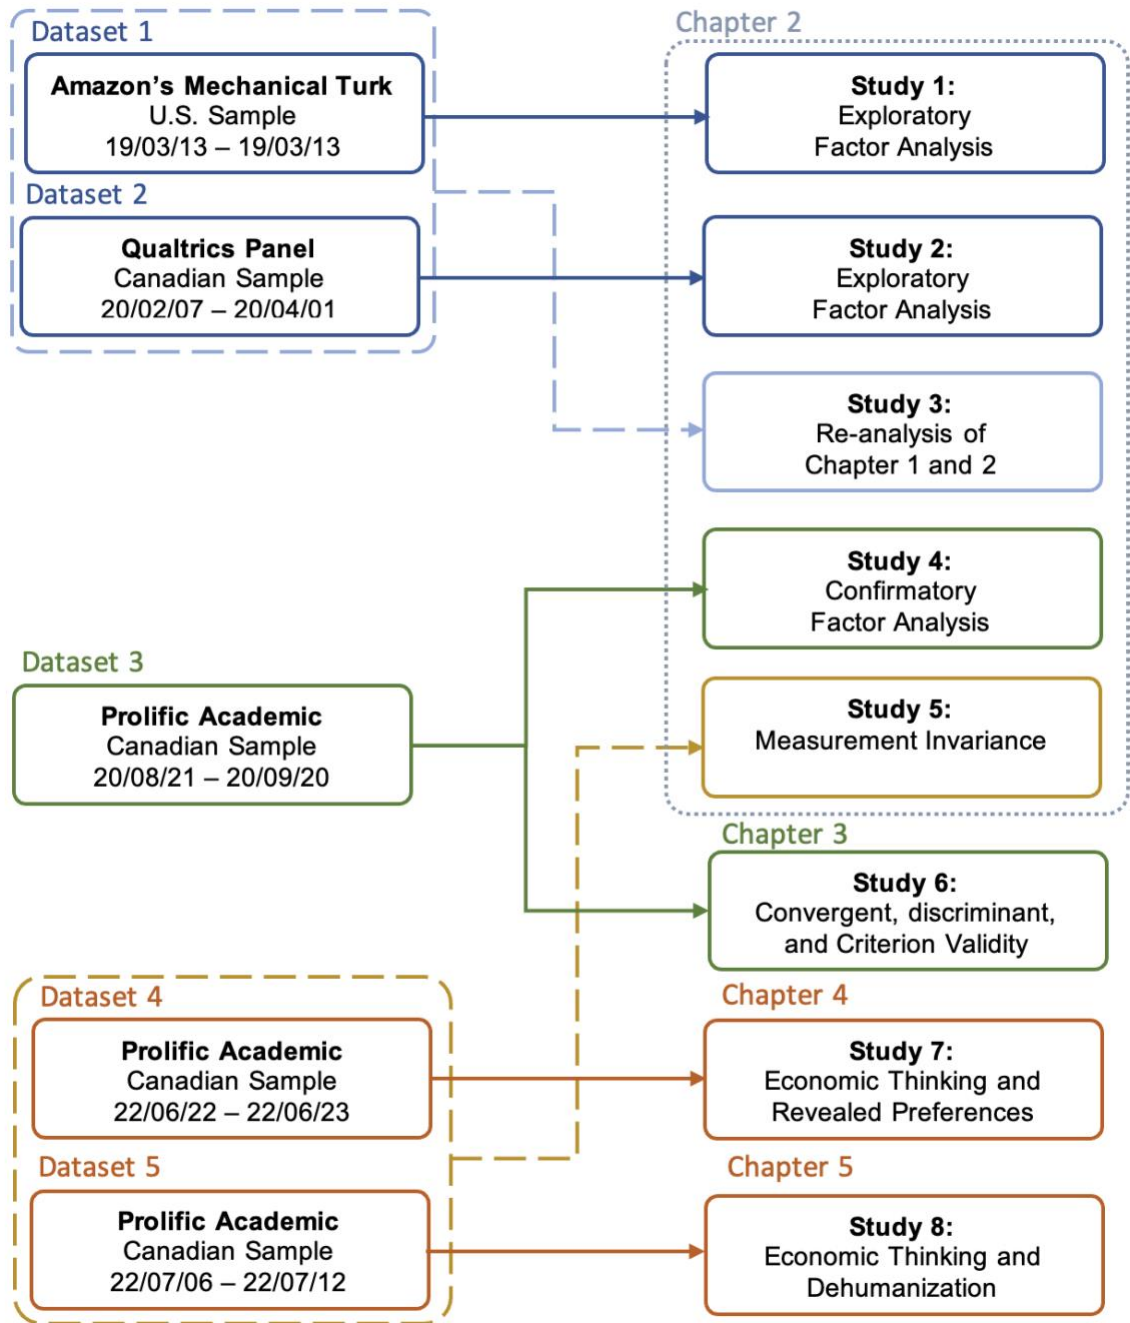 Dataset 1
Amazon's Mechanical Turk
U.S. Sample
19/03/13 – 19/03/13
Dataset 2
Qualtrics Panel
Canadian Sample
20/02/07 – 20/04/01
Chapter 2
Study 1:
Exploratory
Factor Analysis
Study 2:
Exploratory
Factor Analysis
Study 3:
Re-analysis of
Chapter 1 and 2
Study 4:
Confirmatory
Factor Analysis
Dataset 3
Prolific Academic
Canadian Sample
20/08/21 – 20/09/20
Study 5:
Measurement Invariance
Chapter 3
Study 6:
Convergent, discriminant,
and Criterion Validity
Dataset 4
Prolific Academic
Canadian Sample
22/06/22 – 22/06/23
Chapter 4
Study 7:
Economic Thinking and
Revealed Preferences
Dataset 5
Prolific Academic
Canadian Sample
22/07/06 – 22/07/12
Chapter 5
Study 8:
Economic Thinking and
Dehumanization